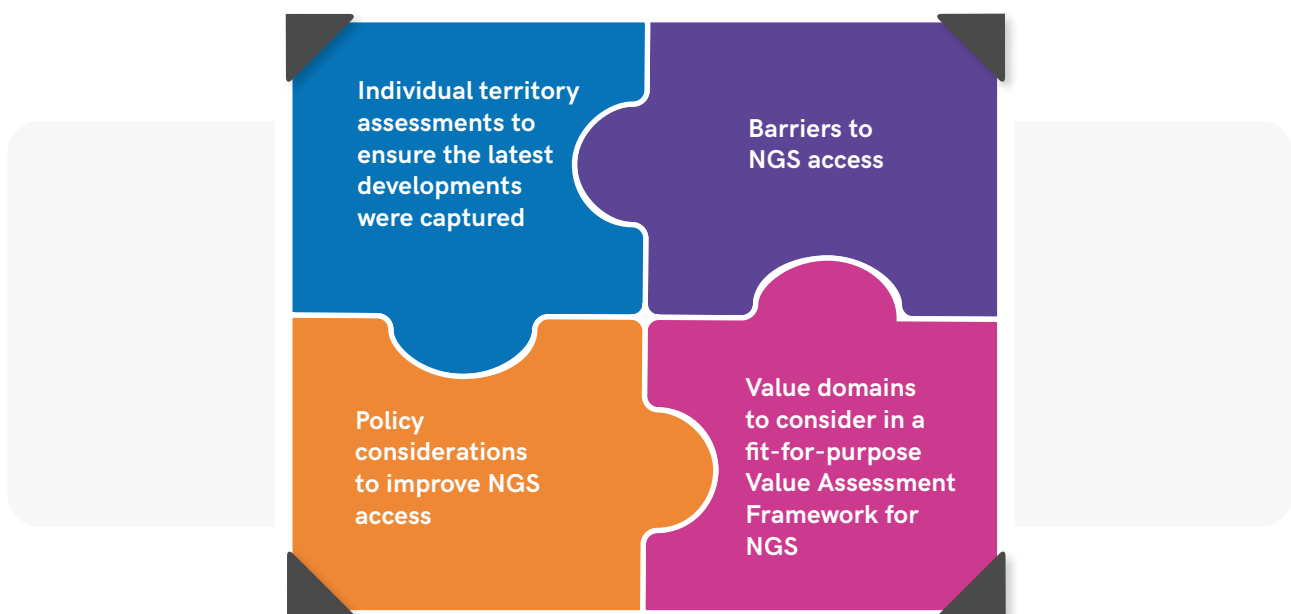 Individual territory
assessments to
ensure the latest
developments
were captured
Barriers to
NGS access
Policy
considerations
to improve NGS
access
Value domains
to consider in a
fit-for-purpose
Value Assessment
Framework for
NGS